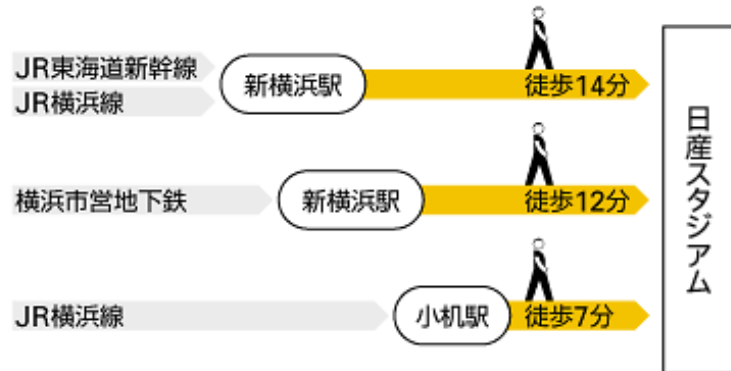 JR東海道新幹線
JR横浜線
新横浜駅
徒歩14分
横浜市営地下鉄
新横浜駅
徒歩12分
JR横浜線
小机駅
徒歩7分
日産スタジアム